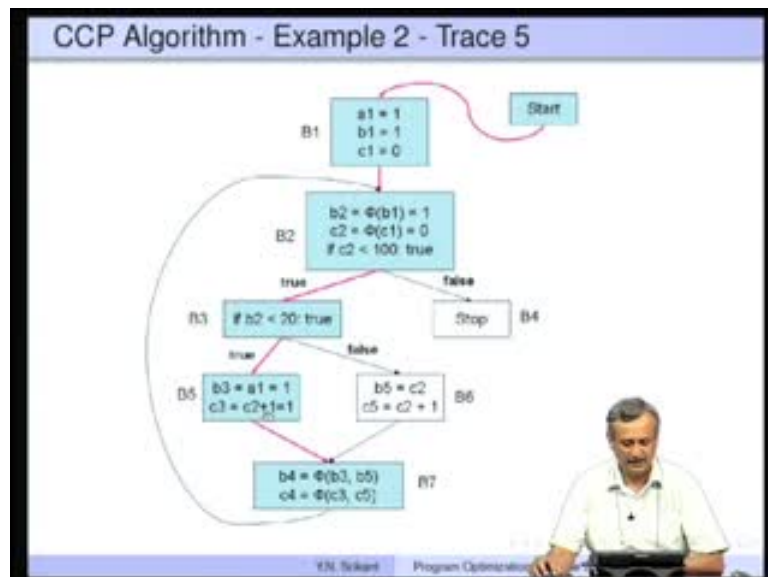 CCP Algorithm - Example 2 - Trace 5
Start
B1
a1 = 1
b1 = 1
c1 = 0
B2
b2 = Φ(b1) = 1
c2 = Φ(c1) = 0
if c2 < 100: true
true
false
B3
if b2 < 20: true
Stop
B4
true
false
B5
b3 = a1 = 1
c3 = c2+1=1
b5 = c2
c5 = c2 + 1
B6
b4 = Φ(b3, b5)
c4 = Φ(c3, c5)
B7
Y.N. Srikant
Program Optimization